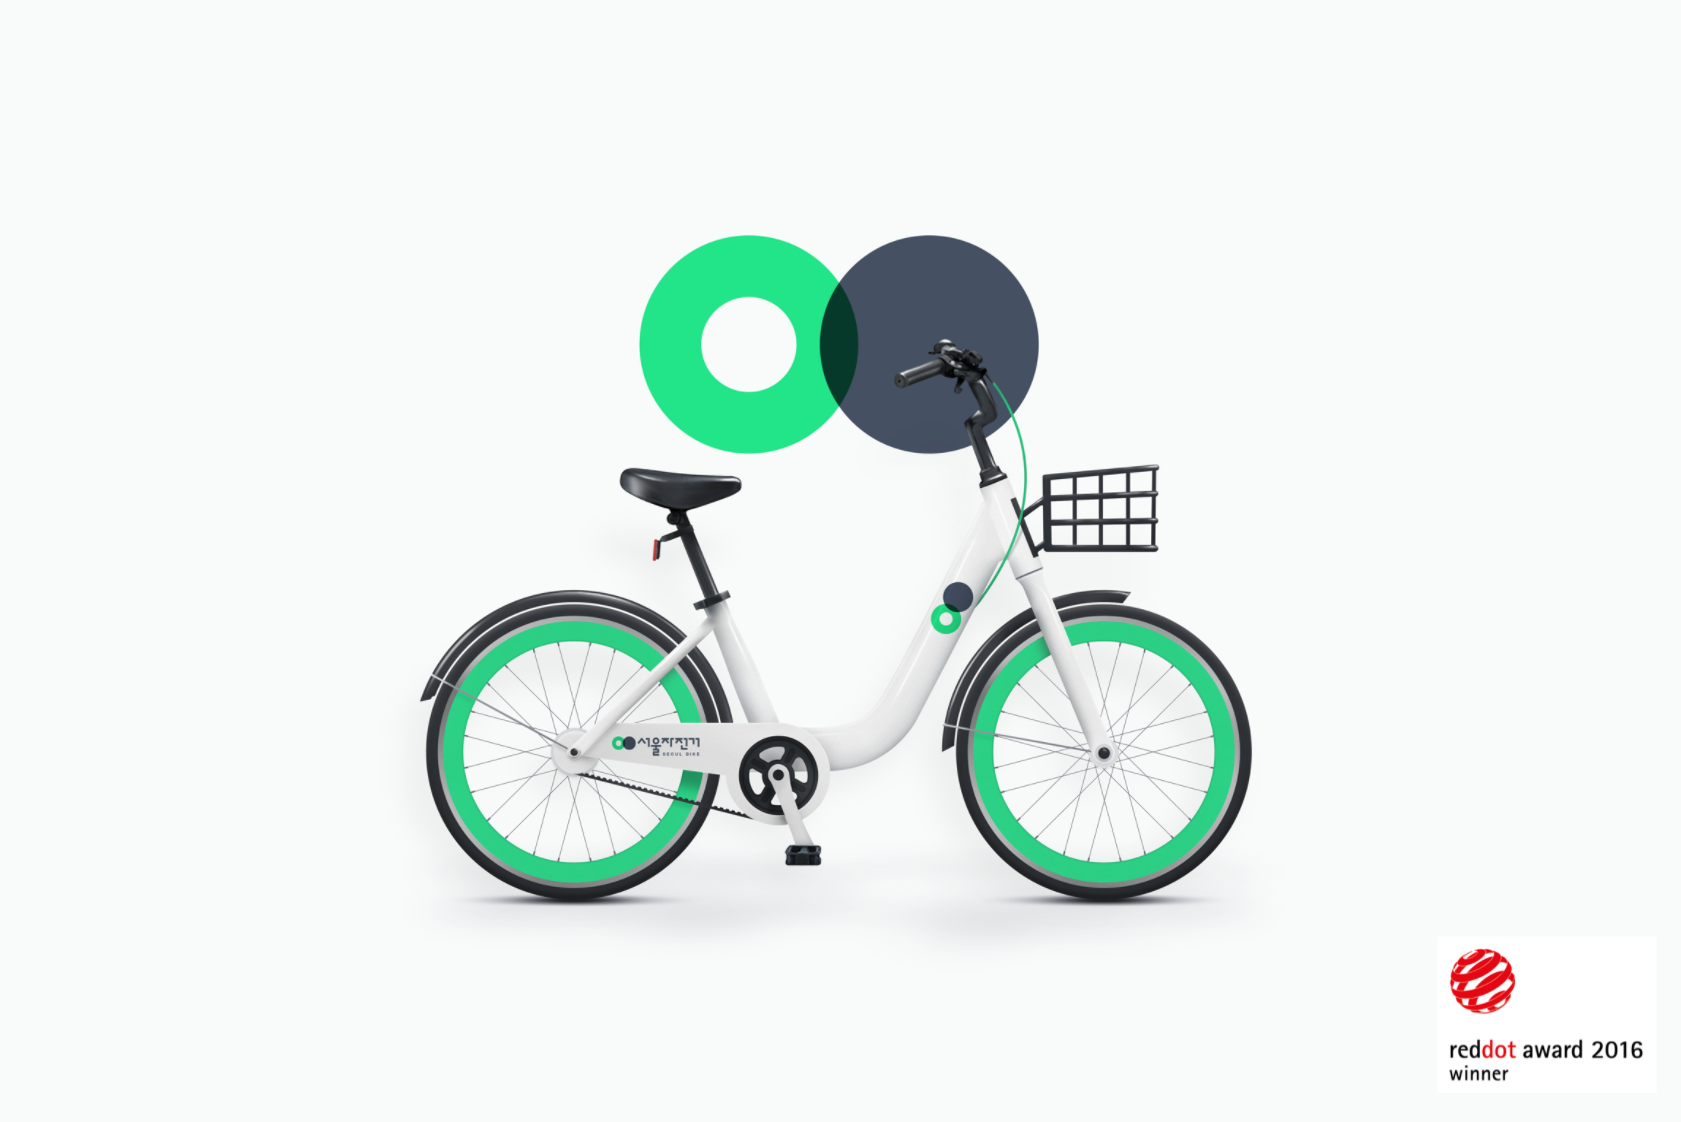 서울자전거
SEOUL BIKE
reddot award 2016
winner